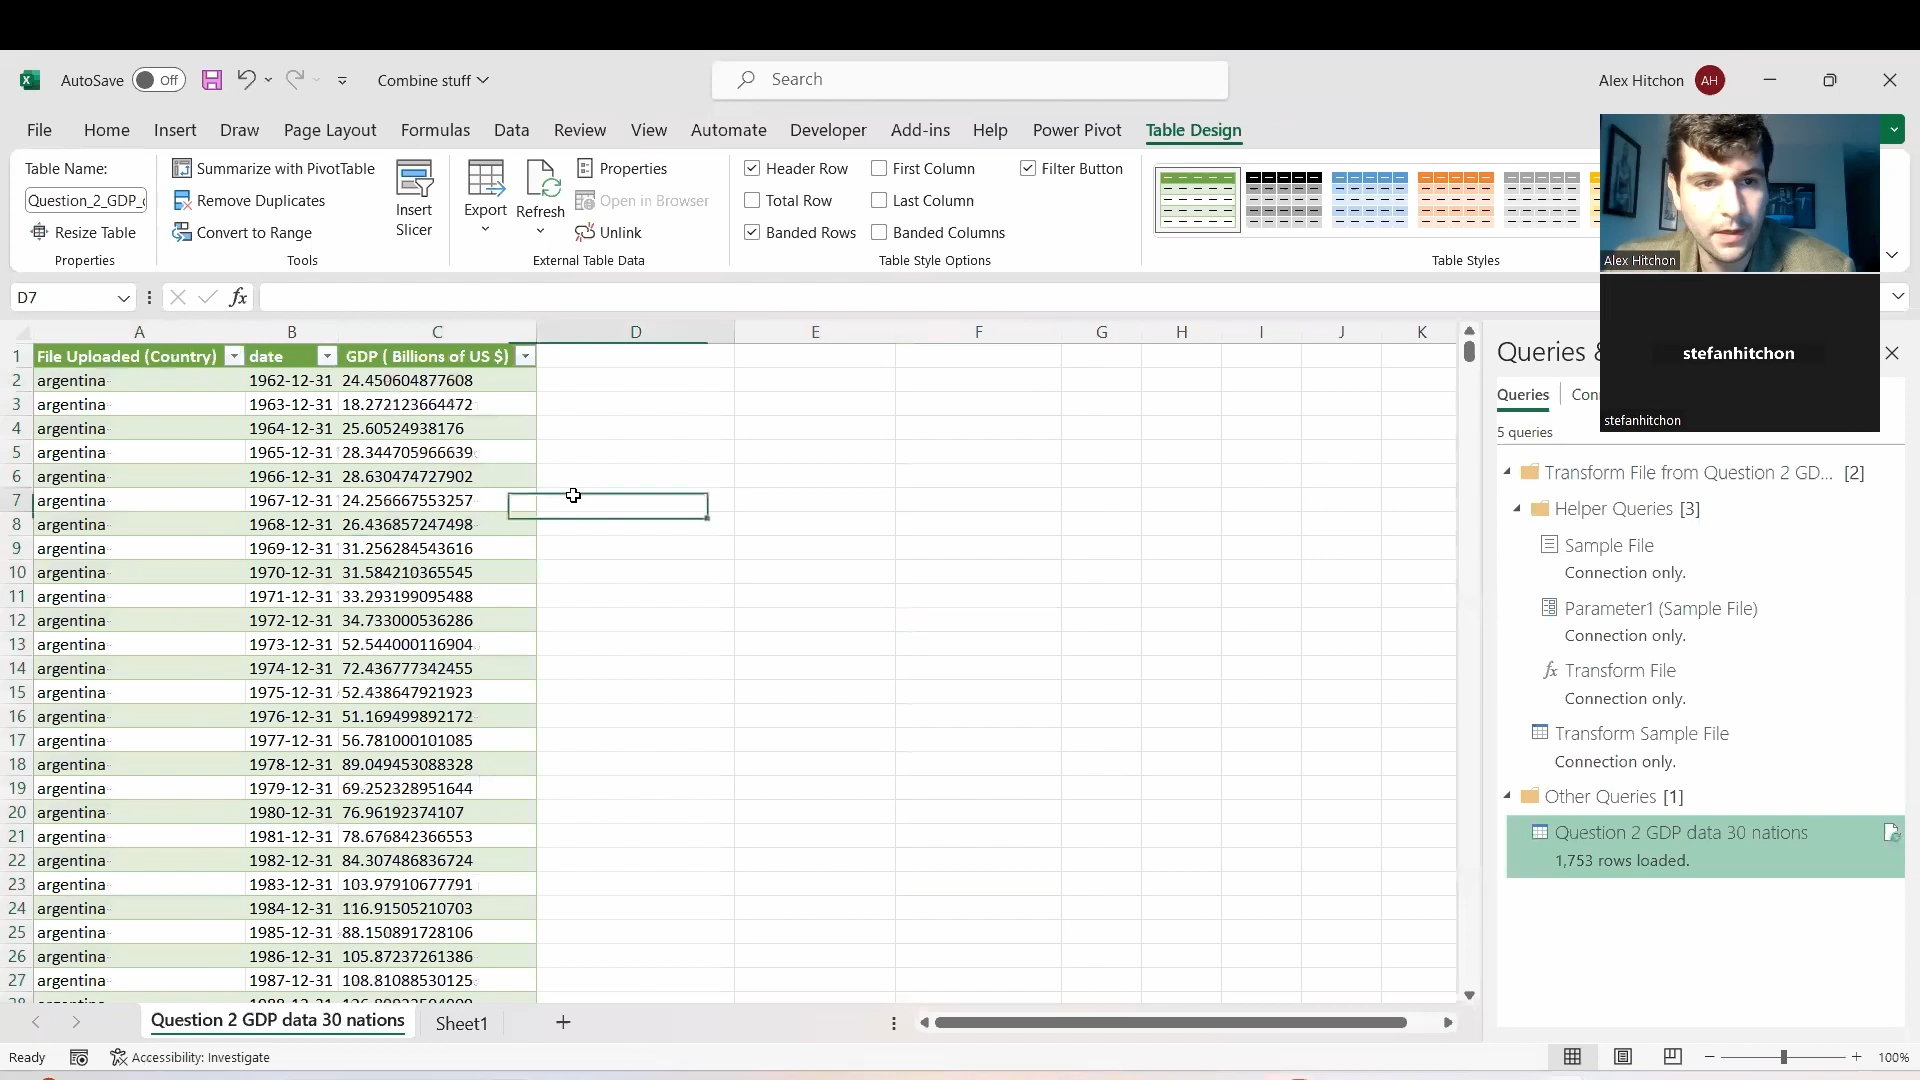 AutoSave Off Combine stuff Search Alex Hitchon AH
File Home Insert Draw Page Layout Formulas Data Review View Automate Developer Add-ins Help Power Pivot Table Design
Table Name:
Question_2_GDP_
Resize Table
Properties
Summarize with PivotTable
Remove Duplicates
Convert to Range
Tools
Insert
Slicer
Export
Refresh
Properties
Open in Browser
Unlink
External Table Data
Header Row First Column Filter Button
Total Row Last Column
Banded Rows Banded Columns
Table Style Options
Table Styles
Alex Hitchon
D7 fx
A B C D E F G H I J K
1 File Uploaded (Country) date GDP ( Billions of US $)
2 argentina 1962-12-31 24.450604877608
3 argentina 1963-12-31 18.272123664472
4 argentina 1964-12-31 25.60524938176
5 argentina 1965-12-31 28.344705966639
6 argentina 1966-12-31 28.630474727902
7 argentina 1967-12-31 24.256667553257
8 argentina 1968-12-31 26.436857247498
9 argentina 1969-12-31 31.256284543616
10 argentina 1970-12-31 31.584210365545
11 argentina 1971-12-31 33.293199095488
12 argentina 1972-12-31 34.733000536286
13 argentina 1973-12-31 52.544000116904
14 argentina 1974-12-31 72.436777342455
15 argentina 1975-12-31 52.438647921923
16 argentina 1976-12-31 51.169499892172
17 argentina 1977-12-31 56.781000101085
18 argentina 1978-12-31 89.049453088328
19 argentina 1979-12-31 69.252328951644
20 argentina 1980-12-31 76.96192374107
21 argentina 1981-12-31 78.676842366553
22 argentina 1982-12-31 84.307486836724
23 argentina 1983-12-31 103.97910677791
24 argentina 1984-12-31 116.91505210703
25 argentina 1985-12-31 88.150891728106
26 argentina 1986-12-31 105.87237261386
27 argentina 1987-12-31 108.81088530125
Queries &
stefanhitchon
Queries Con
stefanhitchon
5 queries
Transform File from Question 2 GD... [2]
Helper Queries [3]
Sample File
Connection only.
Parameter1 (Sample File)
Connection only.
fx Transform File
Connection only.
Transform Sample File
Connection only.
Other Queries [1]
Question 2 GDP data 30 nations
1,753 rows loaded.
Question 2 GDP data 30 nations Sheet1
Ready Accessibility: Investigate 100%